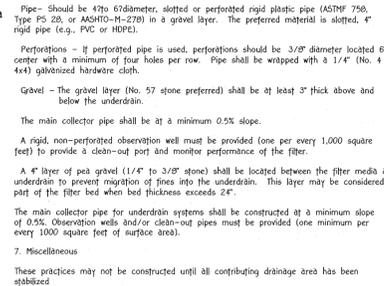 Pipe- Should be 4?to 6?diameter, slotted or perforated rigid plastic pipe (ASTMF 758,
Type PS 28, or AASHTO-M-278) in a gravel layer. The preferred material is slotted, 4"
rigid pipe (e.g., PVC or HDPE).
Perforations - If perforated pipe is used, perforations should be 3/8" diameter located 6
center with a minimum of four holes per row. Pipe shall be wrapped with a 1/4" (No. 4
4x4) galvanized hardware cloth.
Gravel - The gravel layer (No. 57 stone preferred) shall be at least 3" thick above and
below the underdrain.
The main collector pipe shall be at a minimum 0.5% slope.
A rigid, non-perforated observation well must be provided (one per every 1,000 square
feet) to provide a clean-out port and monitor performance of the filter.
A 4" layer of pea gravel (1/4" to 3/8" stone) shall be located between the filter media
underdrain to prevent migration of fines into the underdrain. This layer may be considered
part of the filter bed when bed thickness exceeds 24".
The main collector pipe for underdrain systems shall be constructed at a minimum slope
of 0.5%. Observation wells and/or clean-out pipes must be provided (one minimum per
every 1000 square feet of surface area).
7. Miscellaneous
These practices may not be constructed until all contributing drainage area has been
stabilized